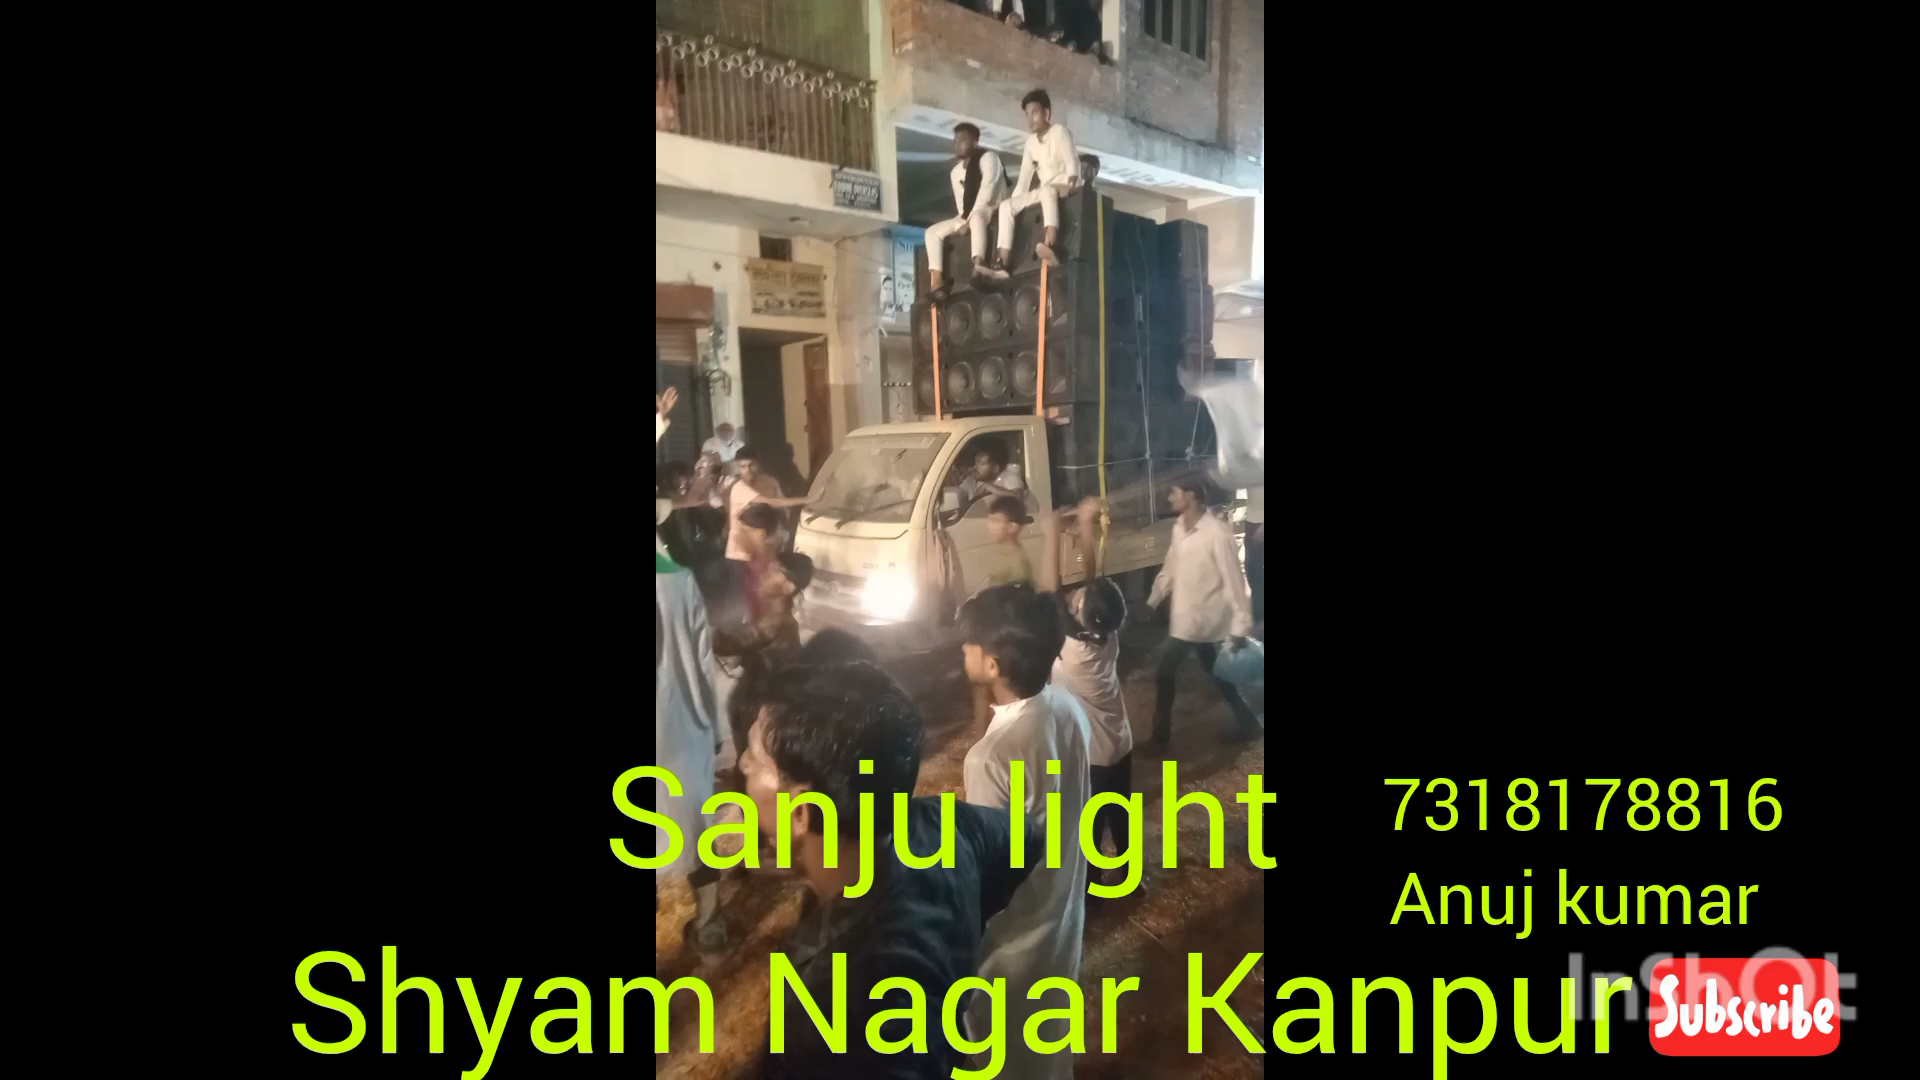 Sanju light
7318178816
Anuj kumar
Shyam Nagar Kanpur
InShOt
Subscribe